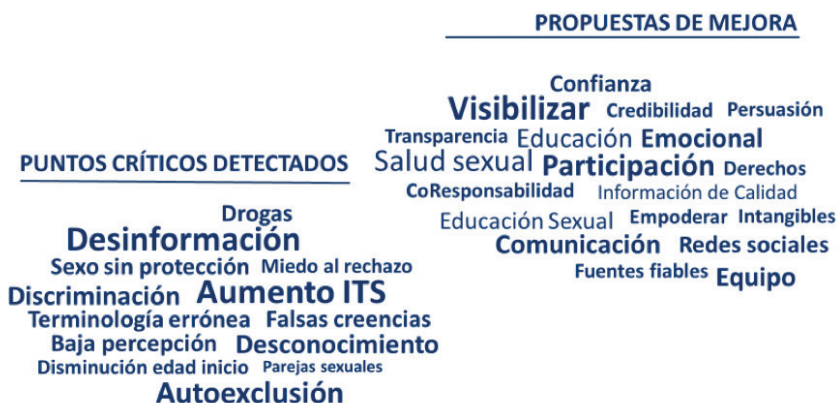 PROPUESTAS DE MEJORA
Confianza
Visibilizar Credibilidad Persuasión
Transparencia Educación Emocional
Salud sexual Participación Derechos
CoResponsabilidad Información de Calidad
Educación Sexual Empoderar Intangibles
Comunicación Redes sociales
Fuentes fiables Equipo
PUNTOS CRÍTICOS DETECTADOS
Drogas
Desinformación
Sexo sin protección Miedo al rechazo
Discriminación Aumento ITS
Terminología errónea Falsas creencias
Baja percepción Desconocimiento
Disminución edad inicio Parejas sexuales
Autoexclusión